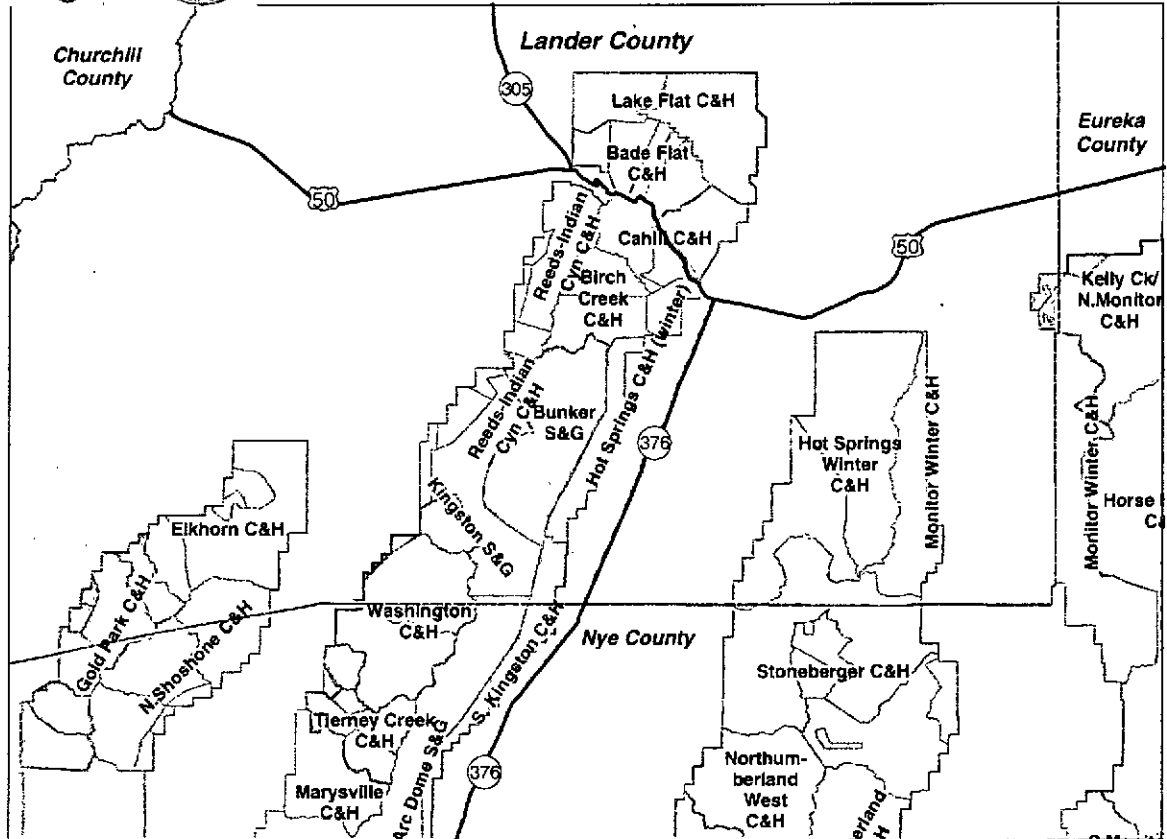 Churchill
County
Lander County
305
Lake Flat C&H
Eureka
County
Bade Flat
C&H
50
Reeds-Indian
Cyn C&H
Cahill C&H
50
Birch
Creek
C&H
Kelly Ck/
N.Monitor
C&H
Hot Springs C&H (winter)
Reeds-Indian
Cyn C&H
Bunker
S&G
376
Hot Springs
Winter
C&H
Monitor Winter C&H
Monitor Winter C&H
Horse
Kingston S&G
Elkhorn C&H
Gold Park C&H
N.Shoshone C&H
Washington
C&H
S. Kingston C&H
Nye County
Stoneberger C&H
Tierney Creek
C&H
Arc Dome S&G
376
Marysville
C&H
Northum-
berland
West
C&H